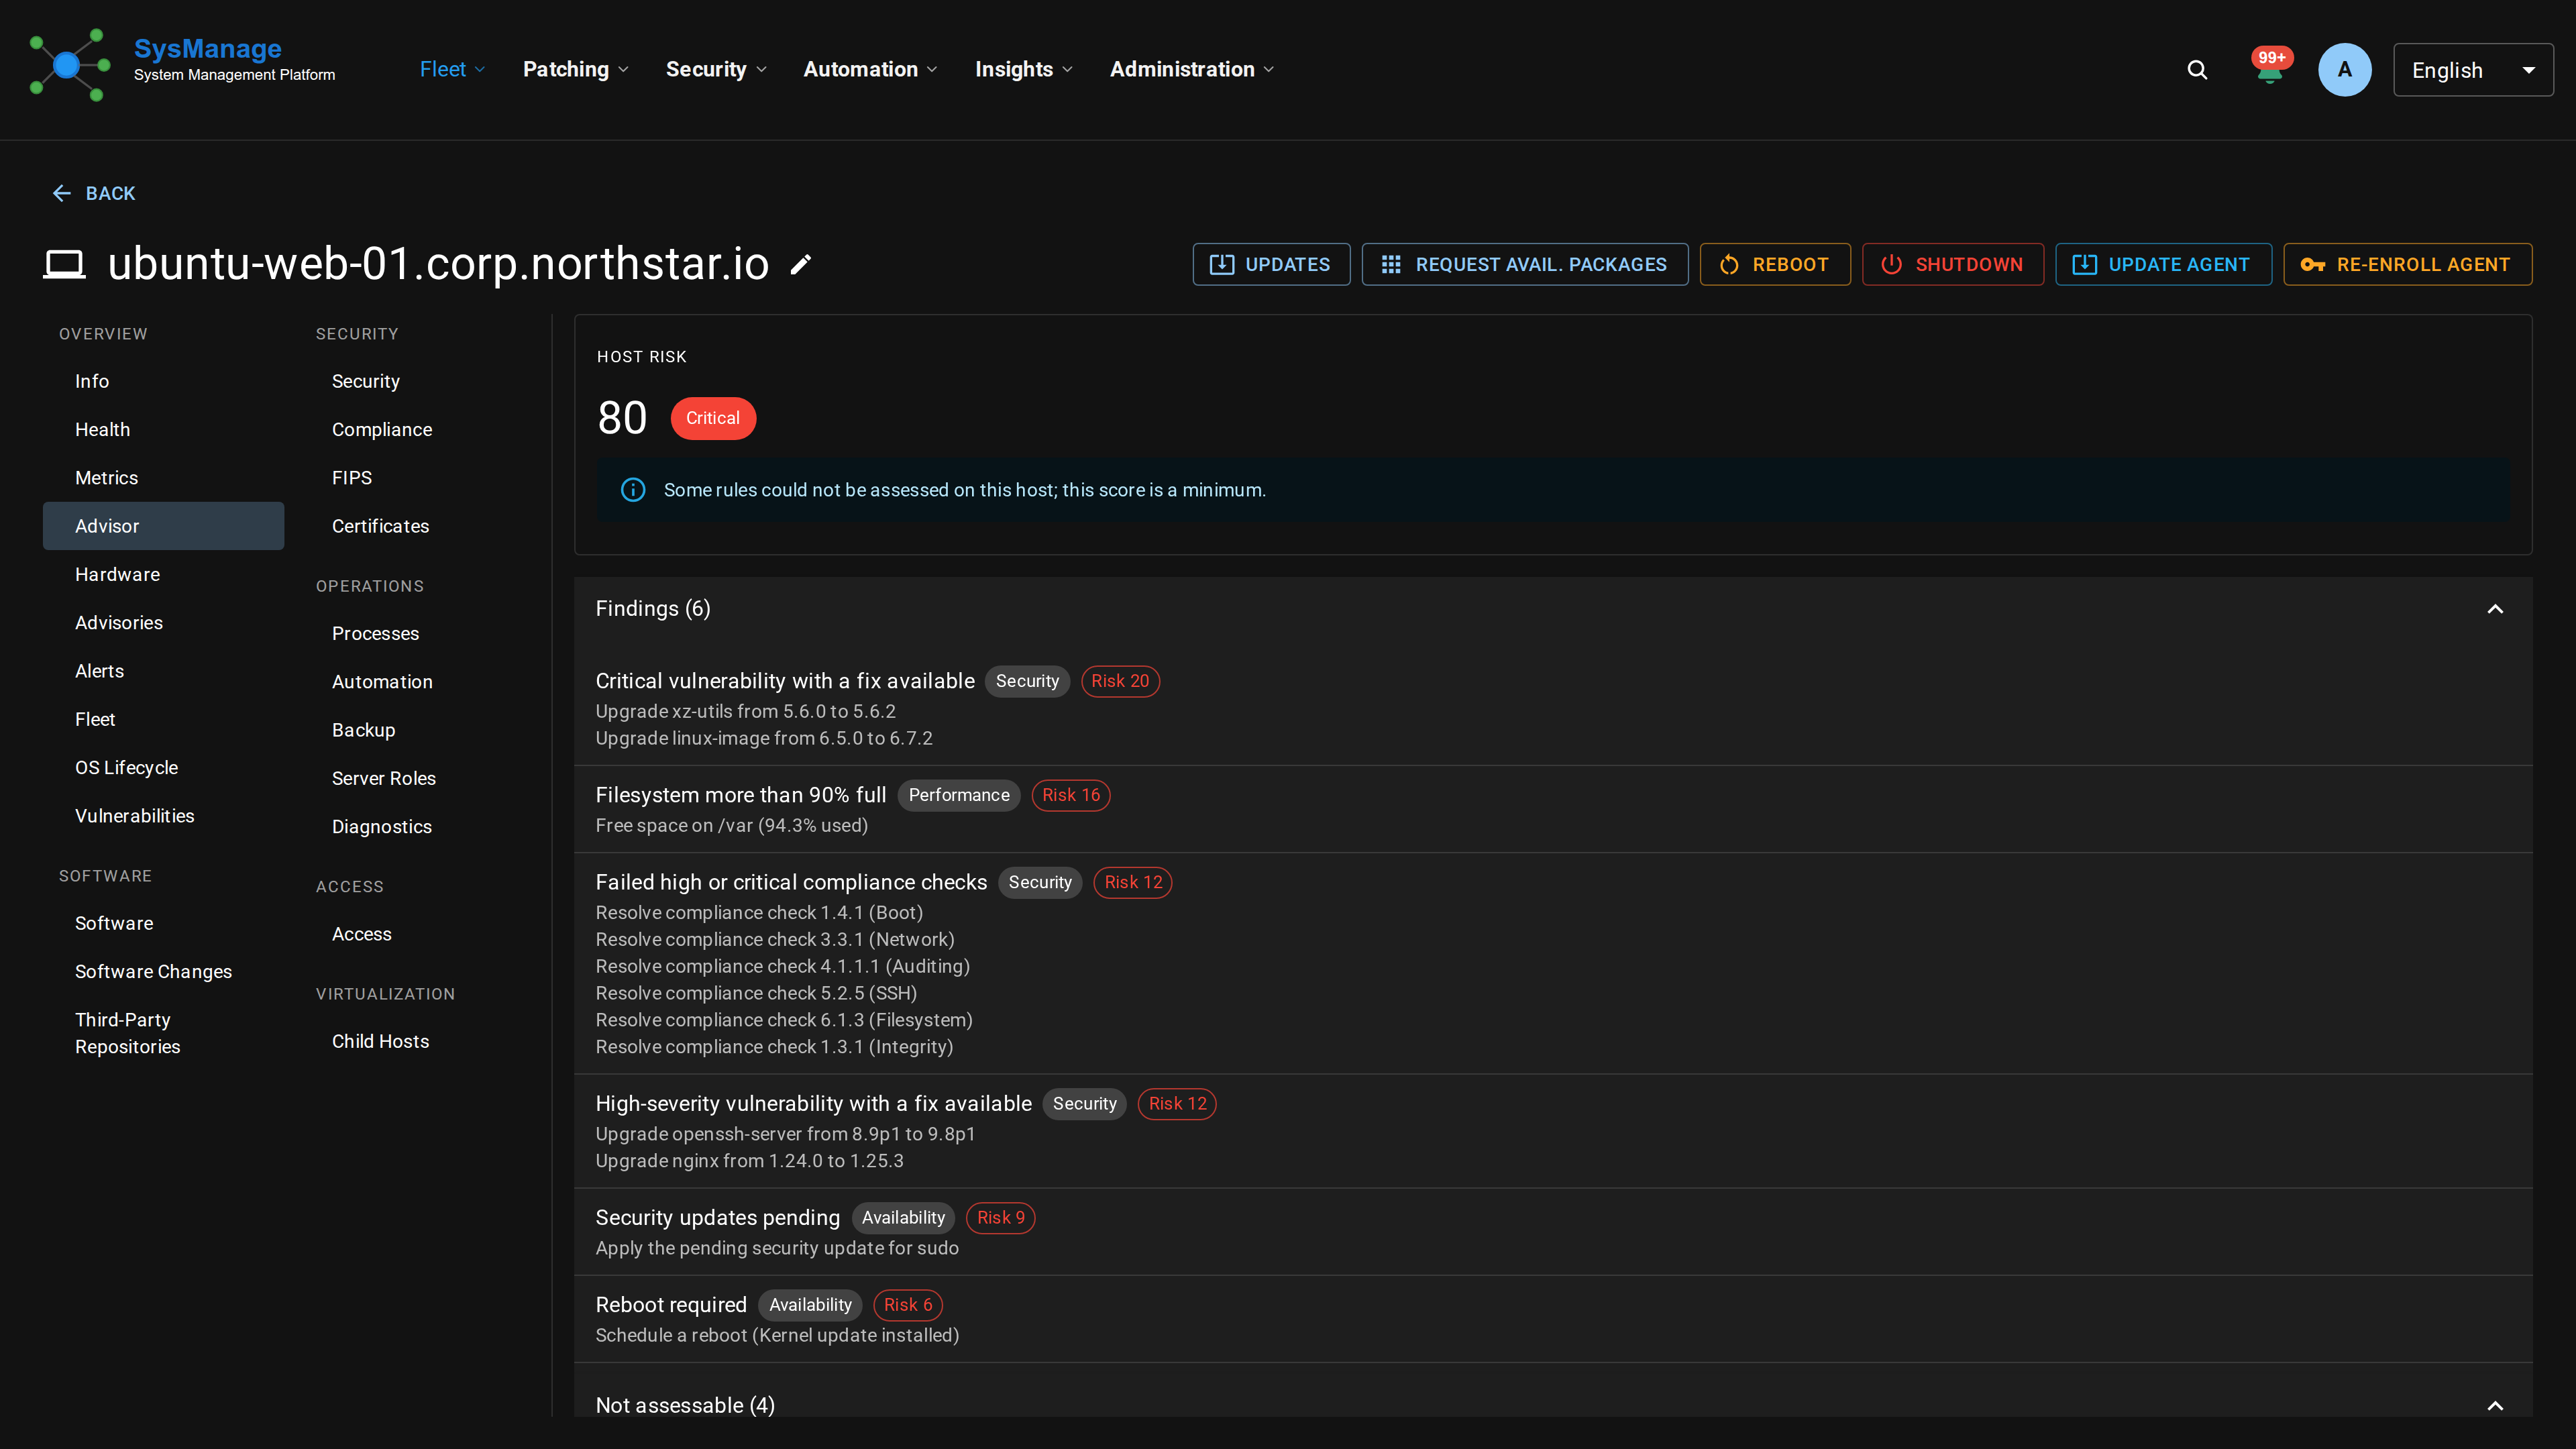 SysManage
System Management Platform
Fleet
Patching
Security
Automation
Insights
Administration
99+
A
English
BACK
ubuntu-web-01.corp.northstar.io
UPDATES
REQUEST AVAIL. PACKAGES
REBOOT
SHUTDOWN
UPDATE AGENT
RE-ENROLL AGENT
OVERVIEW
Info
Health
Metrics
Advisor
Hardware
Advisories
Alerts
Fleet
OS Lifecycle
Vulnerabilities
SOFTWARE
Software
Software Changes
Third-Party
Repositories
SECURITY
Security
Compliance
FIPS
Certificates
OPERATIONS
Processes
Automation
Backup
Server Roles
Diagnostics
ACCESS
Access
VIRTUALIZATION
Child Hosts
HOST RISK
80 Critical
Some rules could not be assessed on this host; this score is a minimum.
Findings (6)
Critical vulnerability with a fix available Security Risk 20
Upgrade xz-utils from 5.6.0 to 5.6.2
Upgrade linux-image from 6.5.0 to 6.7.2
Filesystem more than 90% full Performance Risk 16
Free space on /var (94.3% used)
Failed high or critical compliance checks Security Risk 12
Resolve compliance check 1.4.1 (Boot)
Resolve compliance check 3.3.1 (Network)
Resolve compliance check 4.1.1.1 (Auditing)
Resolve compliance check 5.2.5 (SSH)
Resolve compliance check 6.1.3 (Filesystem)
Resolve compliance check 1.3.1 (Integrity)
High-severity vulnerability with a fix available Security Risk 12
Upgrade openssh-server from 8.9p1 to 9.8p1
Upgrade nginx from 1.24.0 to 1.25.3
Security updates pending Availability Risk 9
Apply the pending security update for sudo
Reboot required Availability Risk 6
Schedule a reboot (Kernel update installed)
Not assessable (4)